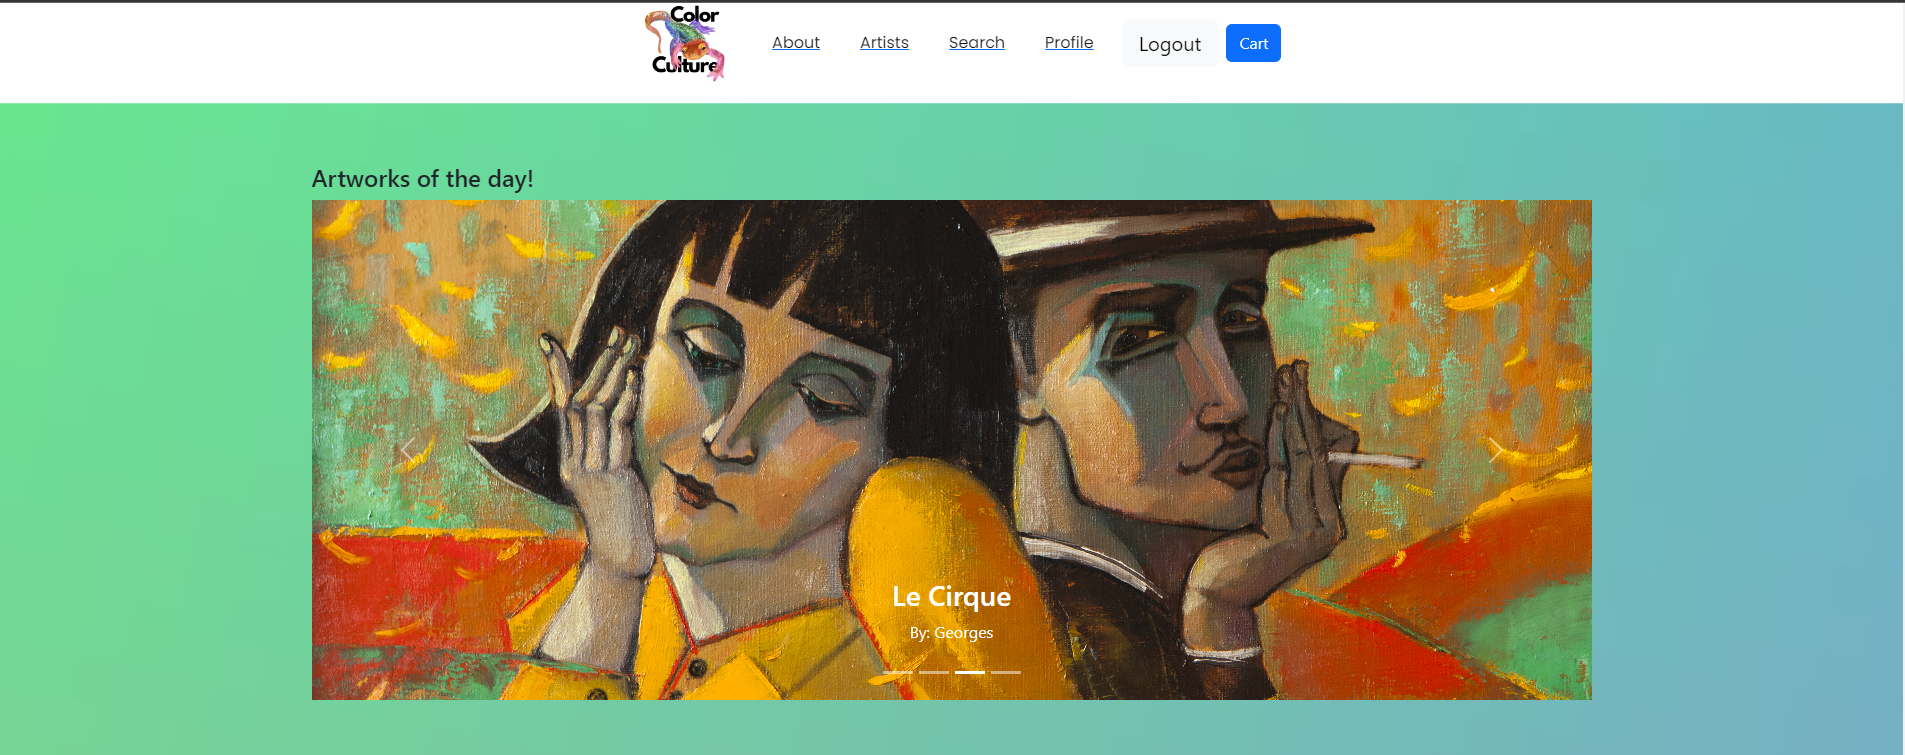 Color
Culture
About Artists Search Profile Logout Cart
Artworks of the day!
Le Cirque
By: Georges